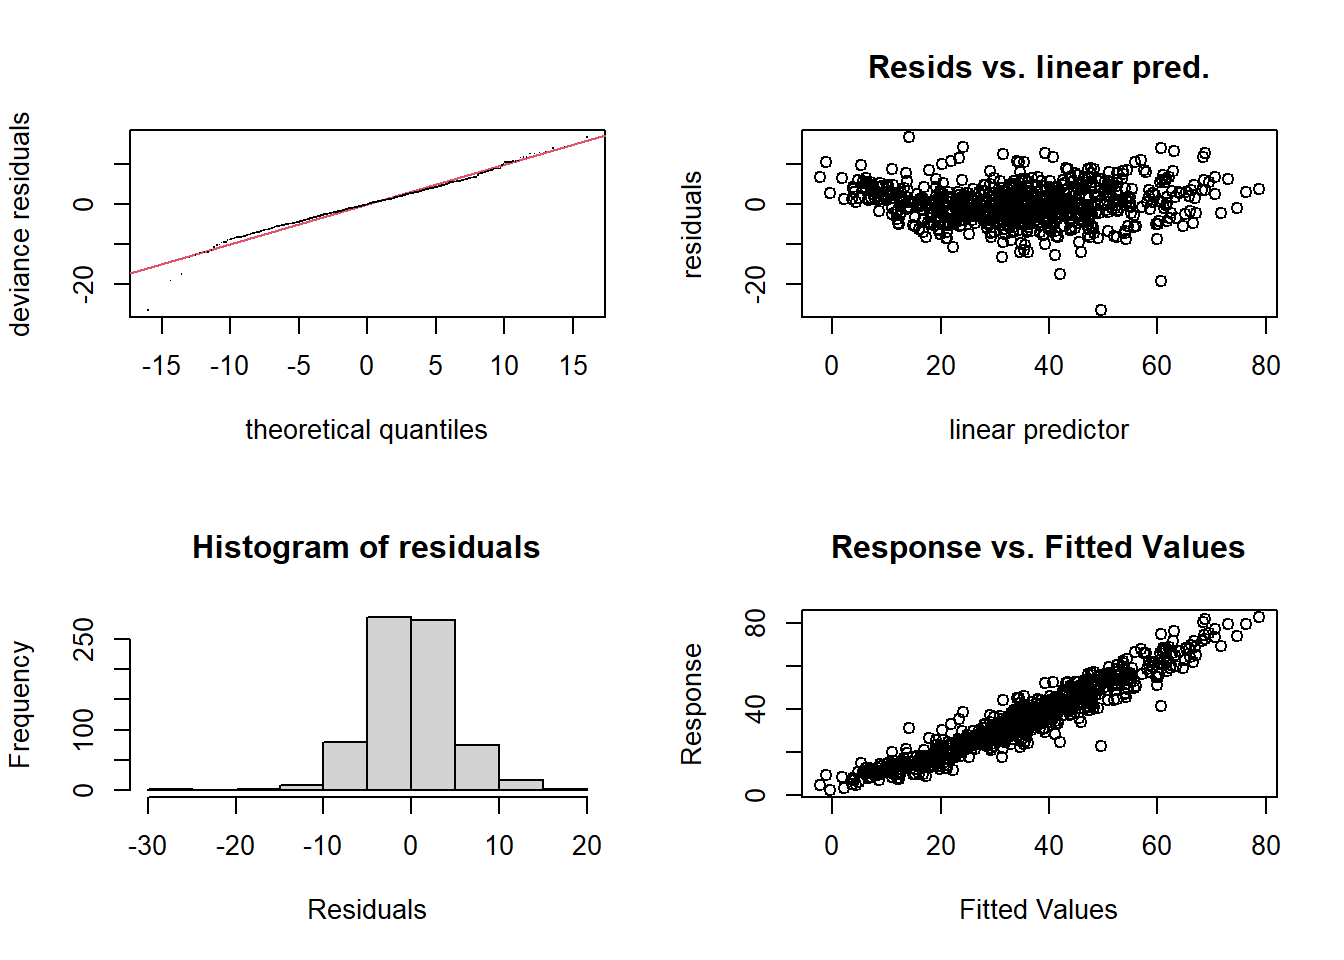 deviance residuals
0
-20
-15 -10 -5 0 5 10 15
theoretical quantiles
Resids vs. linear pred.
residuals
0
-20
0 20 40 60 80
linear predictor
Histogram of residuals
Frequency
250
100
0
-30 -20 -10 0 10 20
Residuals
Response vs. Fitted Values
Response
80
40
0
0 20 40 60 80
Fitted Values